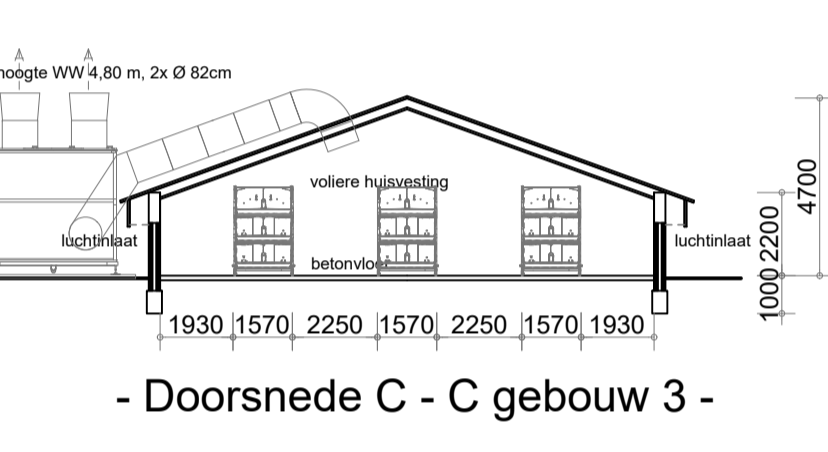 hoogte WW 4,80 m, 2x Ø 82cm
voliere huisvesting
luchtinlaat
luchtinlaat
betonvloer
4700
2200
1000
1930 1570 2250 1570 2250 1570 1930
- Doorsnede C - C gebouw 3 -